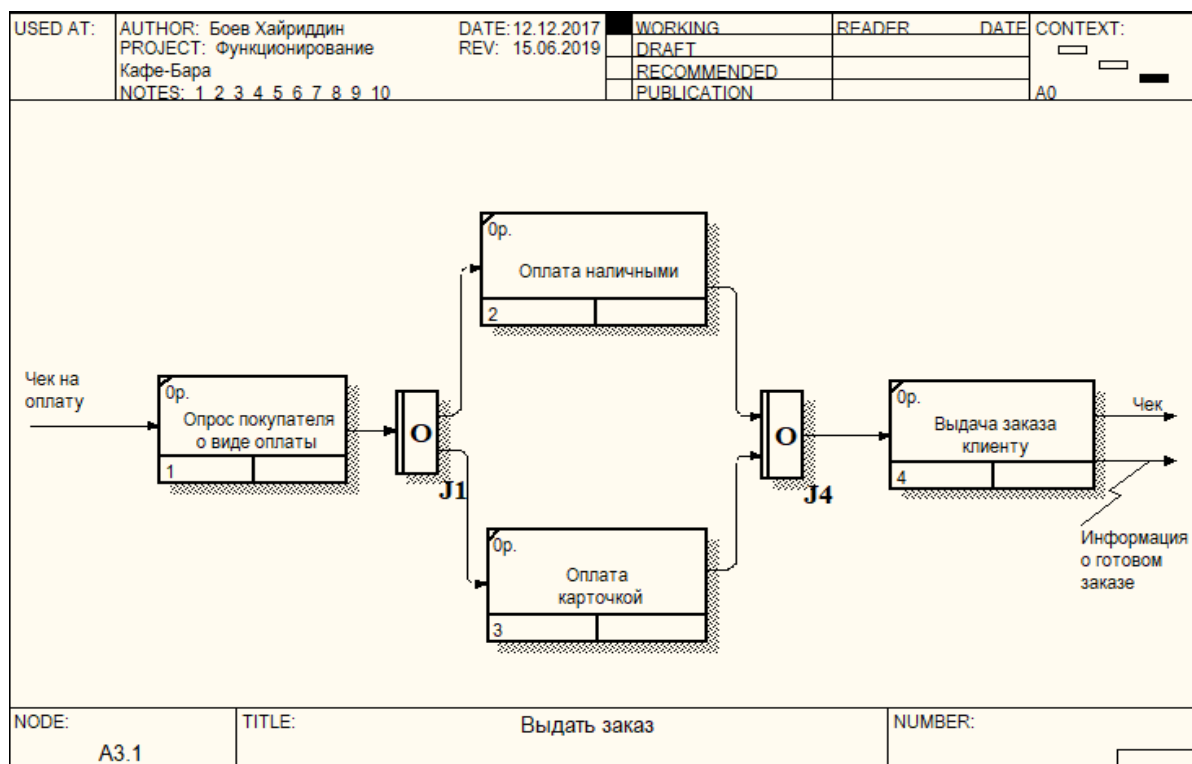 USED AT:
AUTHOR: Боев Хайриддин
DATE: 12.12.2017
PROJECT: Функционирование
REV: 15.06.2019
Кафе-Бара
NOTES: 1 2 3 4 5 6 7 8 9 10
WORKING
DRAFT
RECOMMENDED
PUBLICATION
READER
DATE
CONTEXT:
A0
0р.
Оплата наличными
2
Чек на
оплату
0р.
Опрос покупателя
о виде оплаты
1
O
J1
O
J4
0р.
Выдача заказа
клиенту
4
Чек
Информация
о готовом
заказе
0р.
Оплата
карточкой
3
NODE:
A3.1
TITLE:
Выдать заказ
NUMBER: